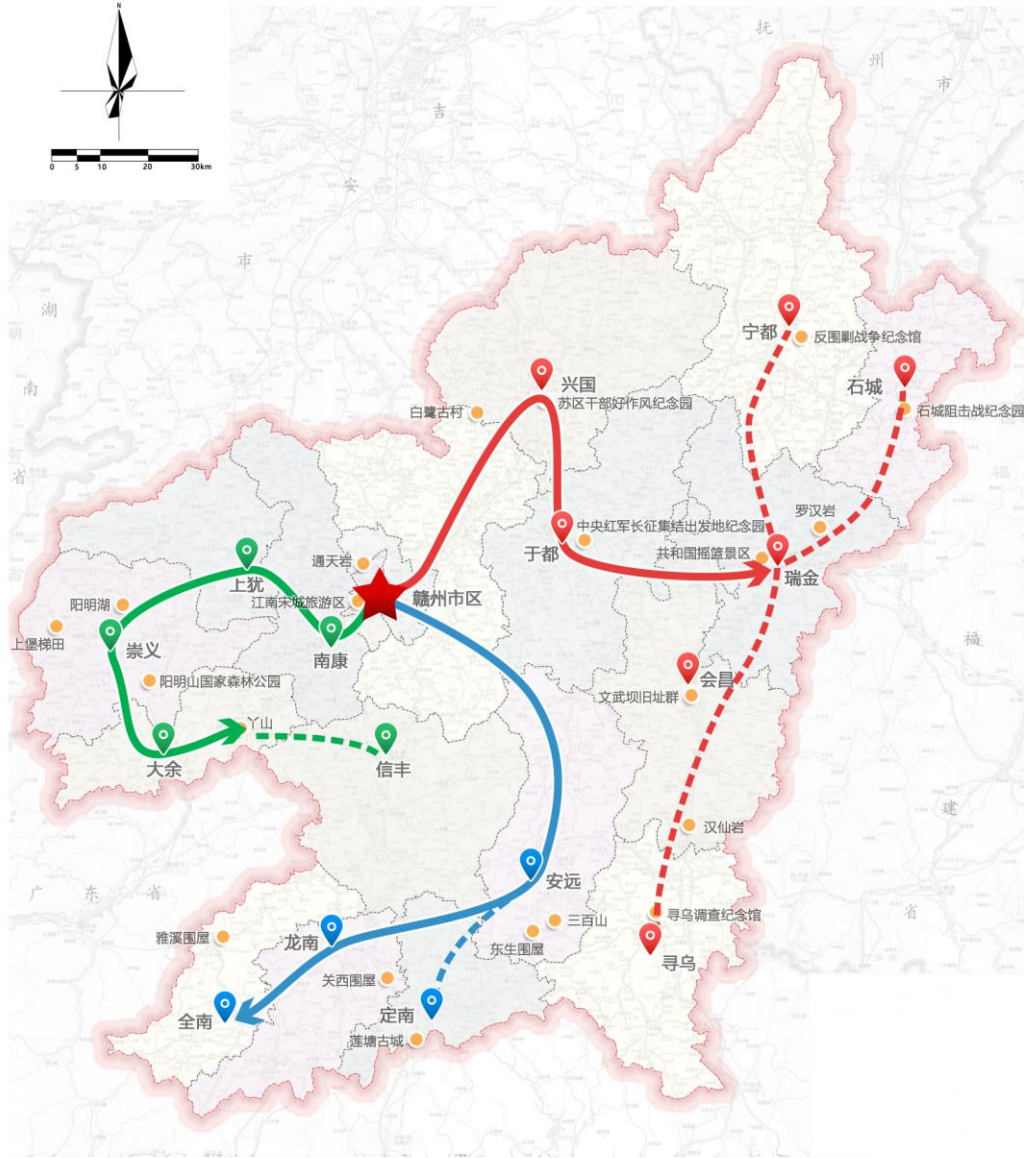 N
0 5 10 20 30km
抚
州
市
吉
安
市
湖
南
省
宁都
反围剿战争纪念馆
石城
石城阻击战纪念园
兴国
苏区干部好作风纪念园
白鹭古村
福
罗汉岩
中央红军长征集结出发地纪念园
于都
共和国摇篮景区
瑞金
通天岩
上犹
江南宋城旅游区
赣州市区
阳明湖
上堡梯田
崇义
南康
福
会昌
文武坝旧址群
阳明山国家森林公园
丫山
大余
信丰
建
汉仙岩
安远
广东省
省
三百山
寻乌调查纪念馆
雅溪围屋
龙南
东生围屋
寻乌
关西围屋
全南
定南
莲塘古城